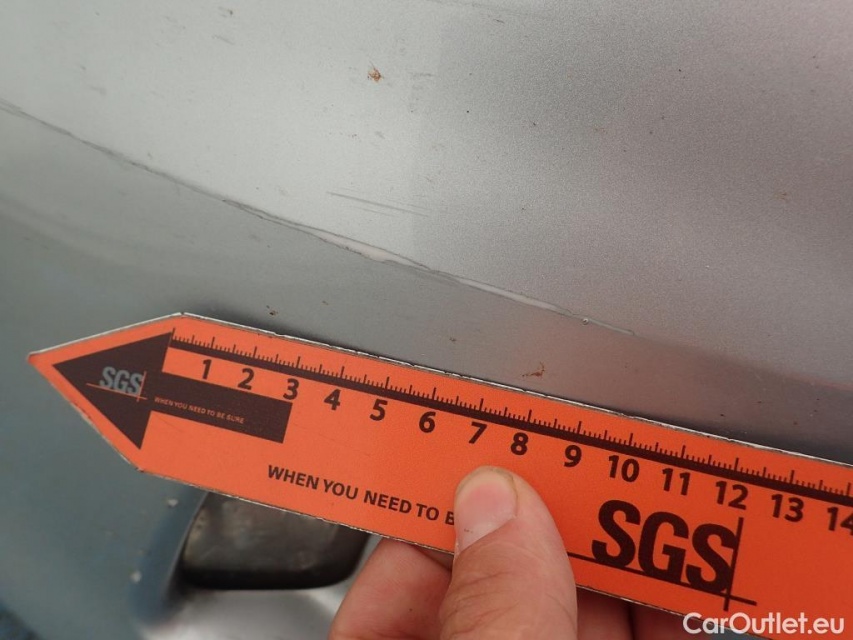 SGS
WHEN YOU NEED TO BE SURE
1 2 3 4 5 6 7 8 9 10 11 12 13 14
WHEN YOU NEED TO B
SGS
CarOutlet.eu